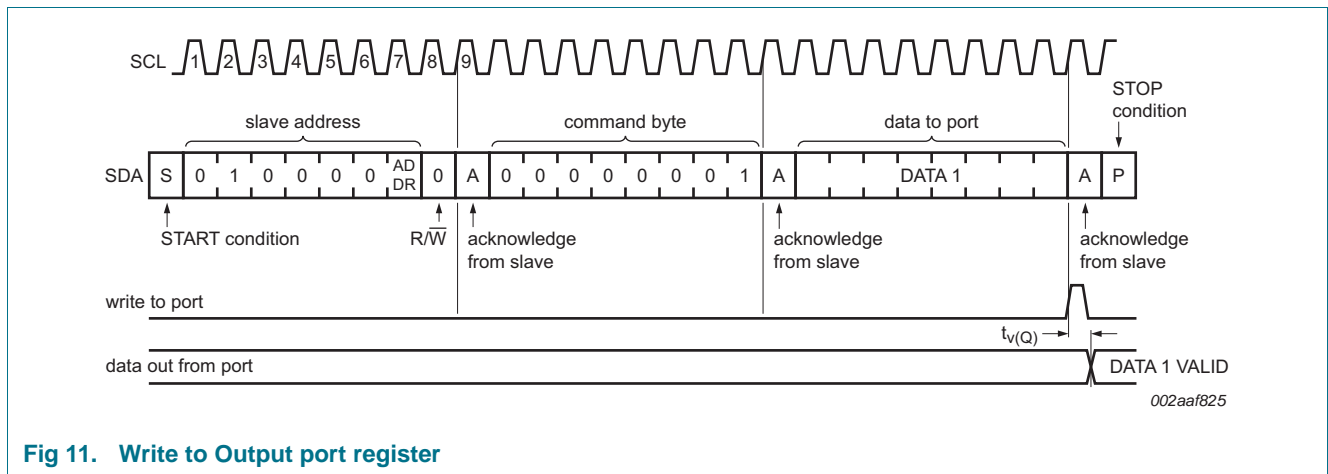 SCL 1 2 3 4 5 6 7 8 9
STOP
condition
slave address command byte data to port
SDA S 0 1 0 0 0 0 AD DR 0 A 0 0 0 0 0 0 0 1 A DATA 1 A P
START condition R/W̅ acknowledge
from slave
acknowledge
from slave
acknowledge
from slave
write to port
tv(Q)
data out from port DATA 1 VALID
002aaf825
Fig 11. Write to Output port register